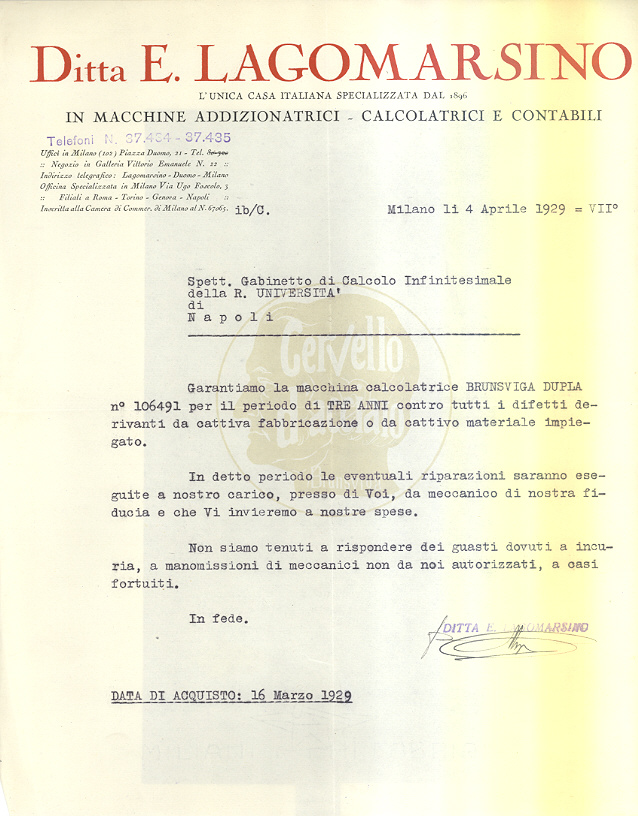 Ditta E. LAGOMARSINO
L'UNICA CASA ITALIANA SPECIALIZZATA DAL 1896
IN MACCHINE ADDIZIONATRICI - CALCOLATRICI E CONTABILI
Telefoni N. 37.434 - 37.435
Uffici in Milano (102) Piazza Duomo, 21 - Tel.
:: Negozio in Galleria Vittorio Emanuele N. 22 ::
Indirizzo telegrafico: Lagomarsino - Duomo - Milano
Officina Specializzata in Milano Via Ugo Foscolo, 3
:: Filiali a Roma - Torino - Genova - Napoli ::
Inscritta alla Camera di Commer. di Milano al N. 67065.
ib/C.
Milano li 4 Aprile 1929 = VII°
Spett. Gabinetto di Calcolo Infinitesimale
della R. UNIVERSITA'
di
N a p o l i
Cervello
Garantiamo la macchina calcolatrice BRUNSVIGA DUPLA
n° 106491 per il periodo di TRE ANNI contro tutti i difetti de-
rivanti da cattiva fabbricazione o da cattivo materiale impie-
gato.
In detto periodo le eventuali riparazioni saranno ese-
guite a nostro carico, presso di Voi, da meccanico di nostra fi-
ducia e che Vi invieremo a nostre spese.
Non siamo tenuti a rispondere dei guasti dovuti a incu-
ria, a manomissioni di meccanici non da noi autorizzati, a casi
fortuiti.
In fede.
DITTA E. LAGOMARSINO
DATA DI ACQUISTO: 16 Marzo 1929